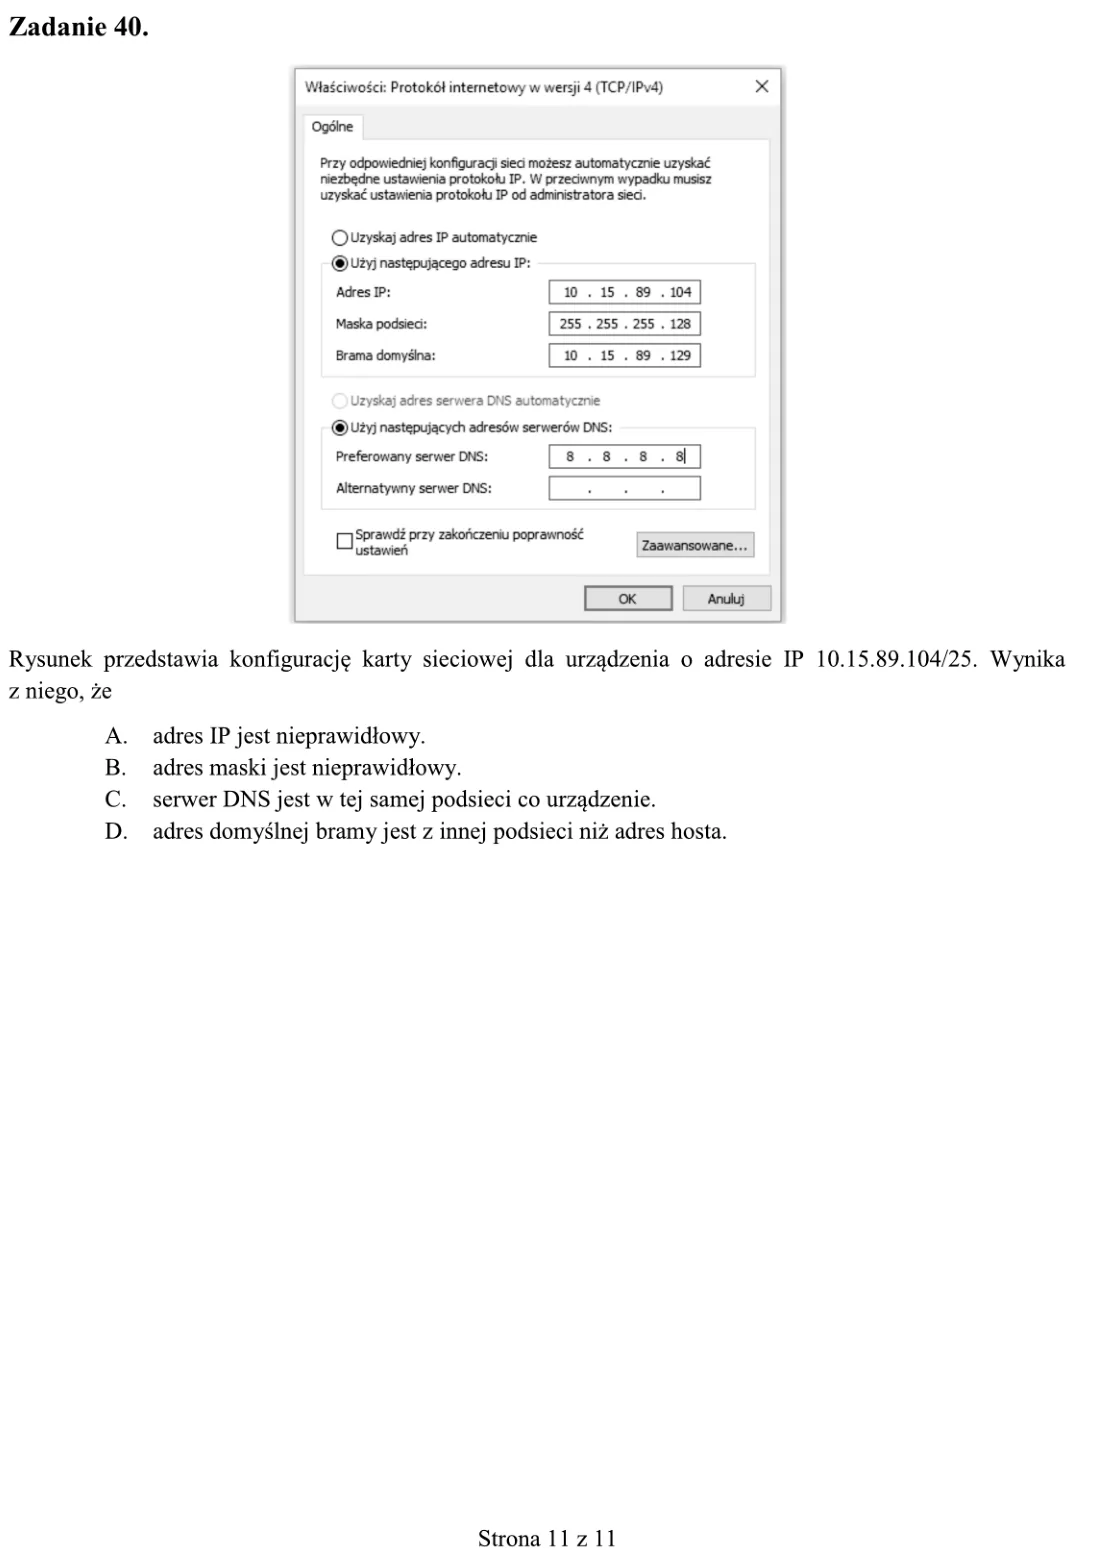 Zadanie 40.
Właściwości: Protokół internetowy w wersji 4 (TCP/IPv4)
Ogólne
Przy odpowiedniej konfiguracji sieci możesz automatycznie uzyskać
niezbędne ustawienia protokołu IP. W przeciwnym wypadku musisz
uzyskać ustawienia protokołu IP od administratora sieci.
Uzyskaj adres IP automatycznie
Użyj następującego adresu IP:
Adres IP: 10 . 15 . 89 . 104
Maska podsieci: 255 . 255 . 255 . 128
Brama domyślna: 10 . 15 . 89 . 129
Uzyskaj adres serwera DNS automatycznie
Użyj następujących adresów serwerów DNS:
Preferowany serwer DNS: 8 . 8 . 8 . 8
Alternatywny serwer DNS: . . .
Sprawdź przy zakończeniu poprawność
ustawień
Zaawansowane...
OK Anuluj
Rysunek przedstawia konfigurację karty sieciowej dla urządzenia o adresie IP 10.15.89.104/25. Wynika
z niego, że
A. adres IP jest nieprawidłowy.
B. adres maski jest nieprawidłowy.
C. serwer DNS jest w tej samej podsieci co urządzenie.
D. adres domyślnej bramy jest z innej podsieci niż adres hosta.
Strona 11 z 11